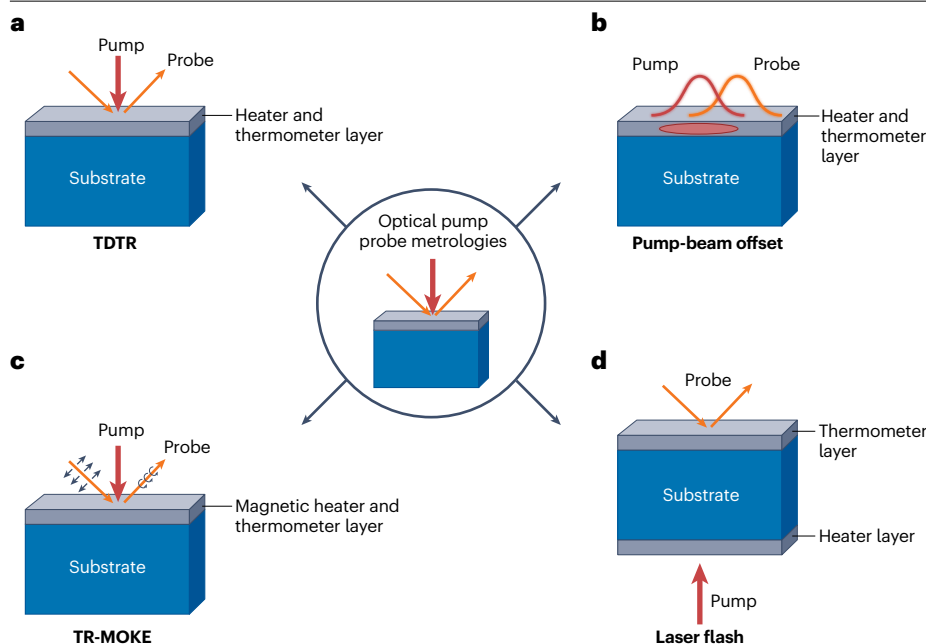 a
Pump
Probe
Heater and
thermometer layer
Substrate
TDTR
b
Pump
Probe
Heater and
thermometer
layer
Substrate
Pump-beam offset
Optical pump
probe metrologies
c
Pump
Probe
Magnetic heater and
thermometer layer
Substrate
TR-MOKE
d
Probe
Thermometer
layer
Substrate
Heater layer
Pump
Laser flash